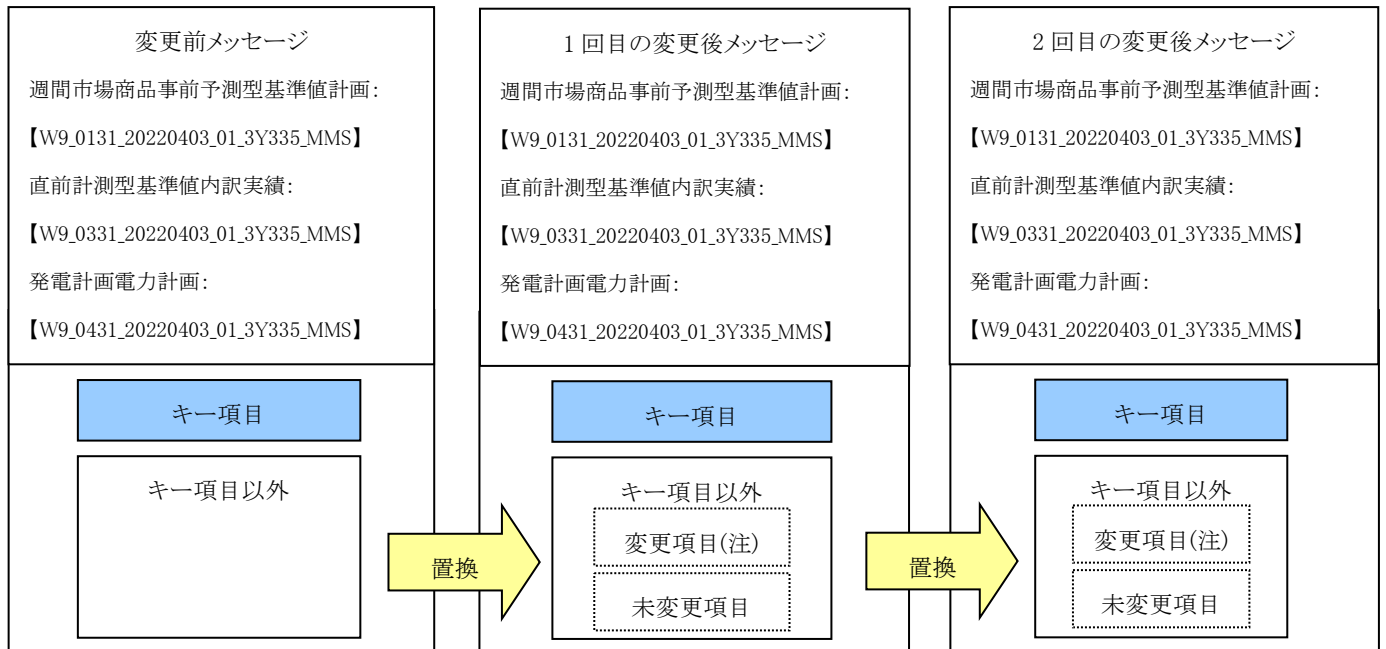 変更前メッセージ
週間市場商品事前予測型基準値計画:
【W9_0131_20220403_01_3Y335_MMS】
直前計測型基準値内訳実績:
【W9_0331_20220403_01_3Y335_MMS】
発電計画電力計画:
【W9_0431_20220403_01_3Y335_MMS】
キー項目
キー項目以外
置換
1回目の変更後メッセージ
週間市場商品事前予測型基準値計画:
【W9_0131_20220403_01_3Y335_MMS】
直前計測型基準値内訳実績:
【W9_0331_20220403_01_3Y335_MMS】
発電計画電力計画:
【W9_0431_20220403_01_3Y335_MMS】
キー項目
キー項目以外
変更項目(注)
未変更項目
置換
2回目の変更後メッセージ
週間市場商品事前予測型基準値計画:
【W9_0131_20220403_01_3Y335_MMS】
直前計測型基準値内訳実績:
【W9_0331_20220403_01_3Y335_MMS】
発電計画電力計画:
【W9_0431_20220403_01_3Y335_MMS】
キー項目
キー項目以外
変更項目(注)
未変更項目